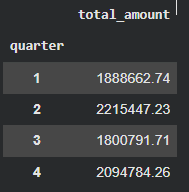 total_amount
quarter
1 1888662.74
2 2215447.23
3 1800791.71
4 2094784.26